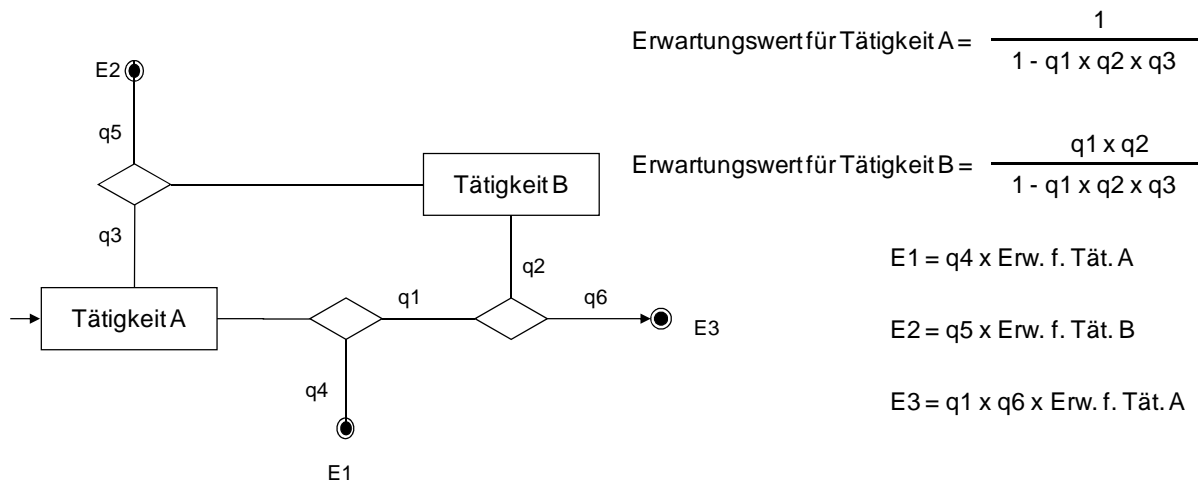 E2
q5
q3
Tätigkeit A
q1
q4
E1
Tätigkeit B
q2
q6
E3
Erwartungswert für Tätigkeit A = 1
1 - q1 x q2 x q3
Erwartungswert für Tätigkeit B = q1 x q2
1 - q1 x q2 x q3
E1 = q4 x Erw. f. Tät. A
E2 = q5 x Erw. f. Tät. B
E3 = q1 x q6 x Erw. f. Tät. A